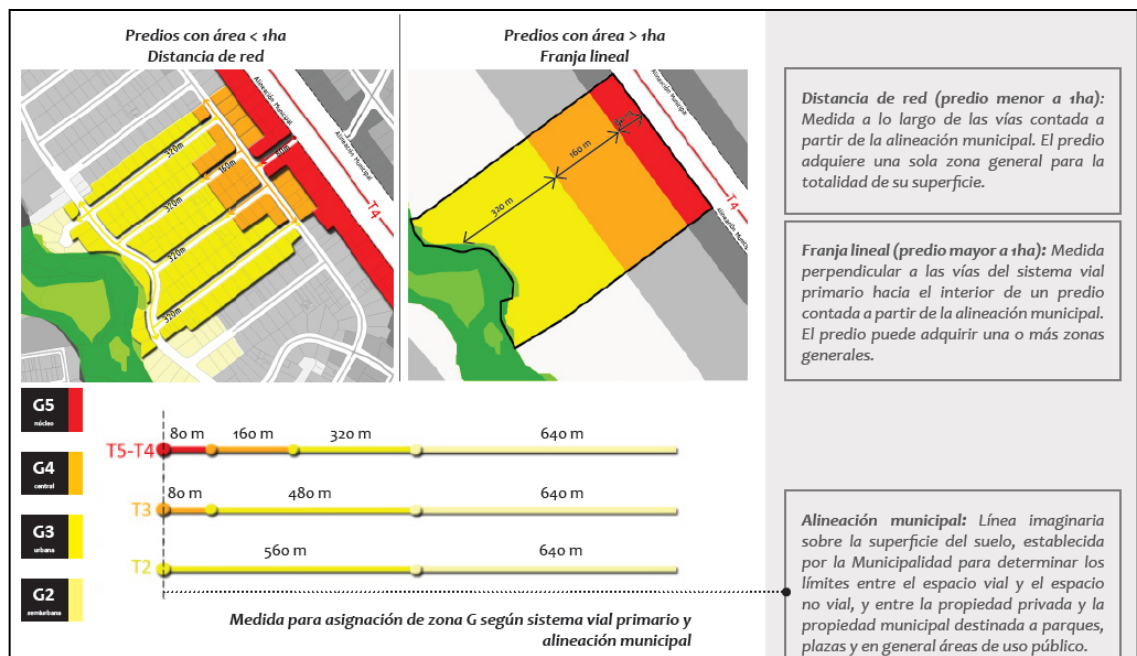 Predios con área < 1ha
Distancia de red
Predios con área > 1ha
Franja lineal
Alineación Municipal
Alineación Municipal
T4
320m
160m
320m
320m
320m
320m
Alineación Municipal
T4
Alineación Municipal
160 m
320 m
Distancia de red (predio menor a 1ha):
Medida a lo largo de las vías contada a
partir de la alineación municipal. El predio
adquiere una sola zona general para la
totalidad de su superficie.
Franja lineal (predio mayor a 1ha): Medida
perpendicular a las vías del sistema vial
primario hacia el interior de un predio
contada a partir de la alineación municipal.
El predio puede adquirir una o más zonas
generales.
G5
núcleo
G4
central
G3
urbana
G2
semiurbana
T5-T4
80 m
160 m
320 m
640 m
T3
80 m
480 m
640 m
T2
560 m
640 m
Medida para asignación de zona G según sistema vial primario y
alineación municipal
Alineación municipal: Línea imaginaria
sobre la superficie del suelo, establecida
por la Municipalidad para determinar los
límites entre el espacio vial y el espacio
no vial, y entre la propiedad privada y la
propiedad municipal destinada a parques,
plazas y en general áreas de uso público.